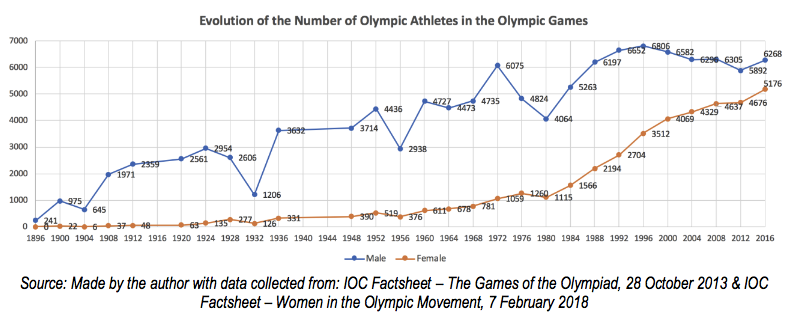 Evolution of the Number of Olympic Athletes in the Olympic Games
7000
6000
5000
4000
3000
2000
1000
0
241 975 645 1971 2359 2561 2954 2606 1206 3632 3714 4436 2938 4727 4473 4735 6075 4824 4064 5263 6197 6652 6806 6582 6296 6305 5892 6268
0 22 6 37 48 63 135 277 126 331 390 519 376 611 678 781 1059 1260 1115 1566 2194 2704 3512 4069 4329 4637 4676 5176
1896 1900 1904 1908 1912 1916 1920 1924 1928 1932 1936 1940 1944 1948 1952 1956 1960 1964 1968 1972 1976 1980 1984 1988 1992 1996 2000 2004 2008 2012 2016
Male Female
Source: Made by the author with data collected from: IOC Factsheet – The Games of the Olympiad, 28 October 2013 & IOC
Factsheet – Women in the Olympic Movement, 7 February 2018